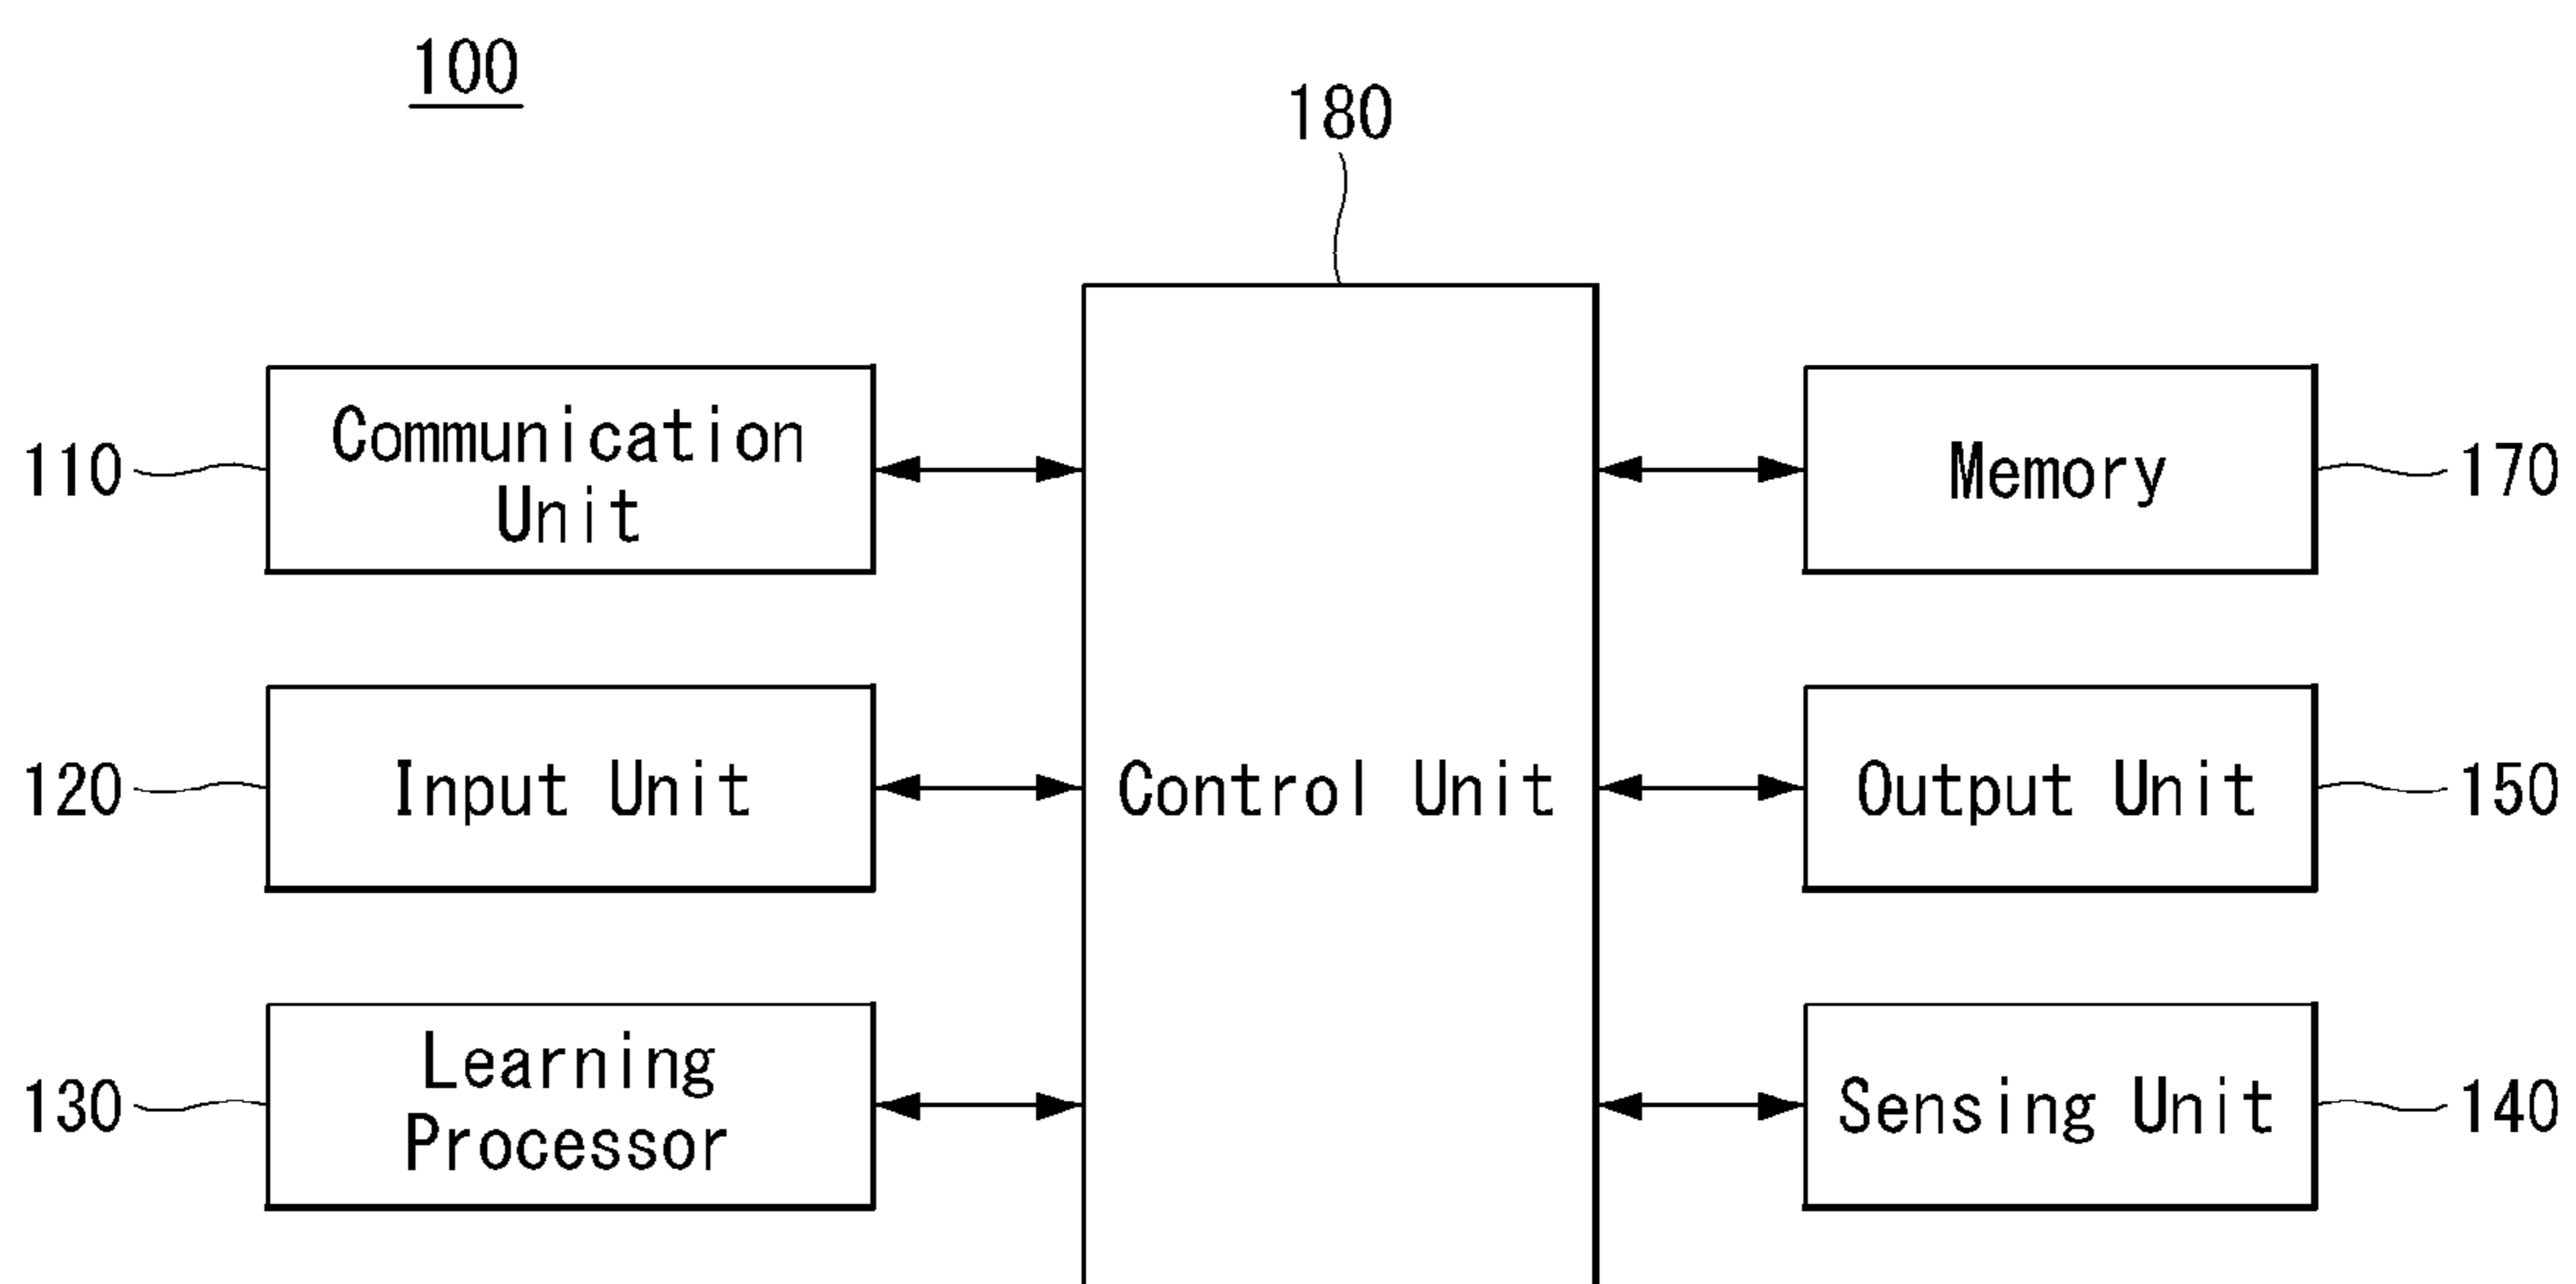 100
180
110
Communication
Unit
Memory
170
120
Input Unit
Control Unit
Output Unit
150
130
Learning
Processor
Sensing Unit
140